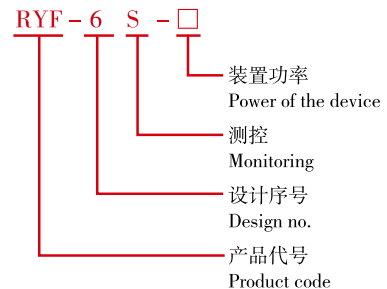 RYF-6 S-□
装置功率
Power of the device
测控
Monitoring
设计序号
Design no.
产品代号
Product code